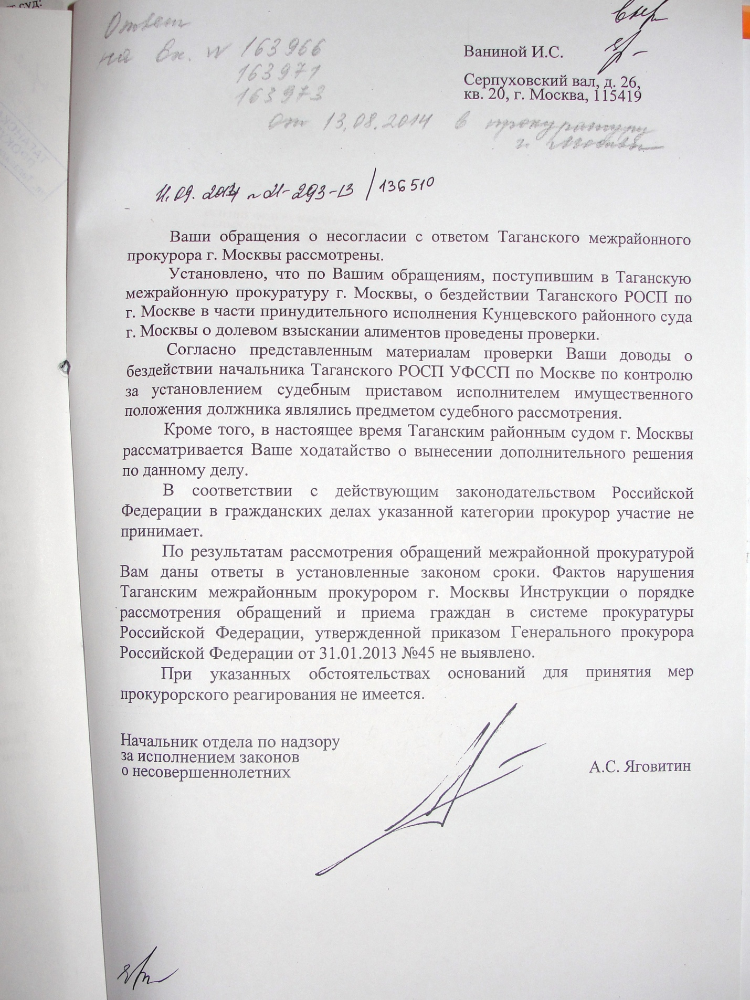 т суд:
Ответ
на вх. N 163966
163971
163973
от 13.08.2014 в прокуратуру
г. Москвы
Ваниной И.С.
Серпуховский вал, д. 26,
кв. 20, г. Москва, 115419
11.09.2014 N 21-293-13 /136510
Ваши обращения о несогласии с ответом Таганского межрайонного
прокурора г. Москвы рассмотрены.
Установлено, что по Вашим обращениям, поступившим в Таганскую
межрайонную прокуратуру г. Москвы, о бездействии Таганского РОСП по
г. Москве в части принудительного исполнения Кунцевского районного суда
г. Москвы о долевом взыскании алиментов проведены проверки.
Согласно представленным материалам проверки Ваши доводы о
бездействии начальника Таганского РОСП УФССП по Москве по контролю
за установлением судебным приставом исполнителем имущественного
положения должника являлись предметом судебного рассмотрения.
Кроме того, в настоящее время Таганским районным судом г. Москвы
рассматривается Ваше ходатайство о вынесении дополнительного решения
по данному делу.
В соответствии с действующим законодательством Российской
Федерации в гражданских делах указанной категории прокурор участие не
принимает.
По результатам рассмотрения обращений межрайонной прокуратурой
Вам даны ответы в установленные законом сроки. Фактов нарушения
Таганским межрайонным прокурором г. Москвы Инструкции о порядке
рассмотрения обращений и приема граждан в системе прокуратуры
Российской Федерации, утвержденной приказом Генерального прокурора
Российской Федерации от 31.01.2013 №45 не выявлено.
При указанных обстоятельствах оснований для принятия мер
прокурорского реагирования не имеется.
Начальник отдела по надзору
за исполнением законов
о несовершеннолетних
А.С. Яговитин